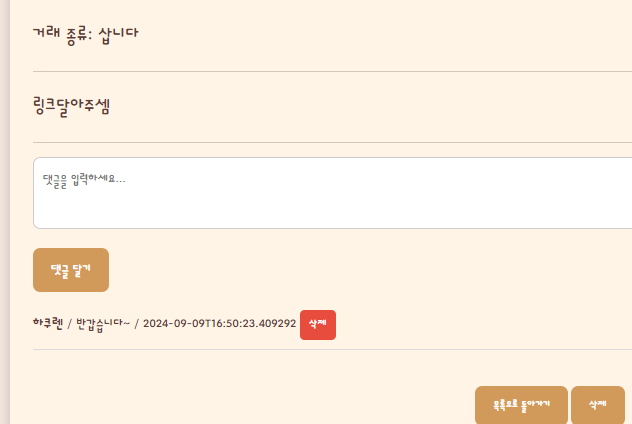 거래 종류: 삽니다
링크달아주셈
댓글을 입력하세요...
댓글 달기
하쿠렌 / 반갑습니다~ / 2024-09-09T16:50:23.409292 삭제
목록으로 돌아가기 삭제